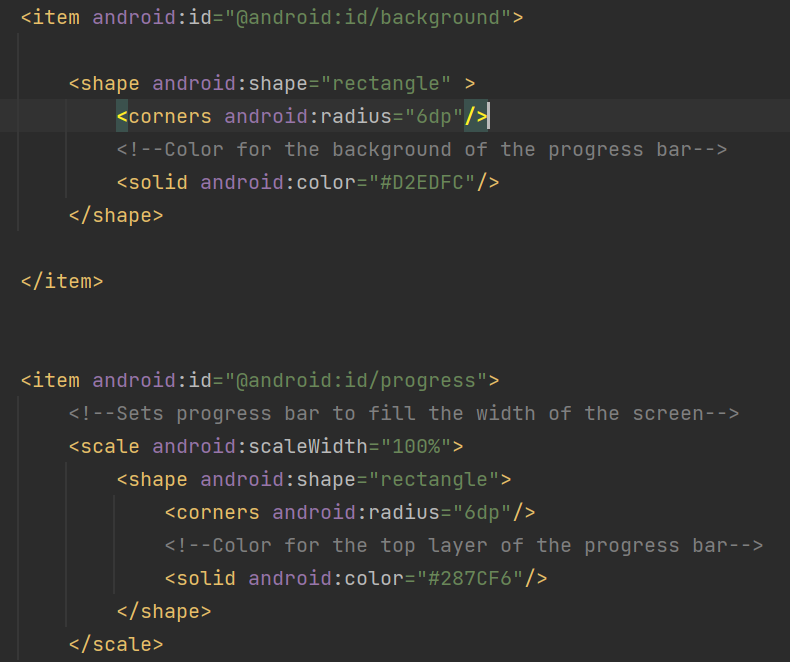 <item android:id="@android:id/background">
<shape android:shape="rectangle" >
<corners android:radius="6dp"/>
<!--Color for the background of the progress bar-->
<solid android:color="#D2EDFC"/>
</shape>
</item>
<item android:id="@android:id/progress">
<!--Sets progress bar to fill the width of the screen-->
<scale android:scaleWidth="100%">
<shape android:shape="rectangle">
<corners android:radius="6dp"/>
<!--Color for the top layer of the progress bar-->
<solid android:color="#287CF6"/>
</shape>
</scale>